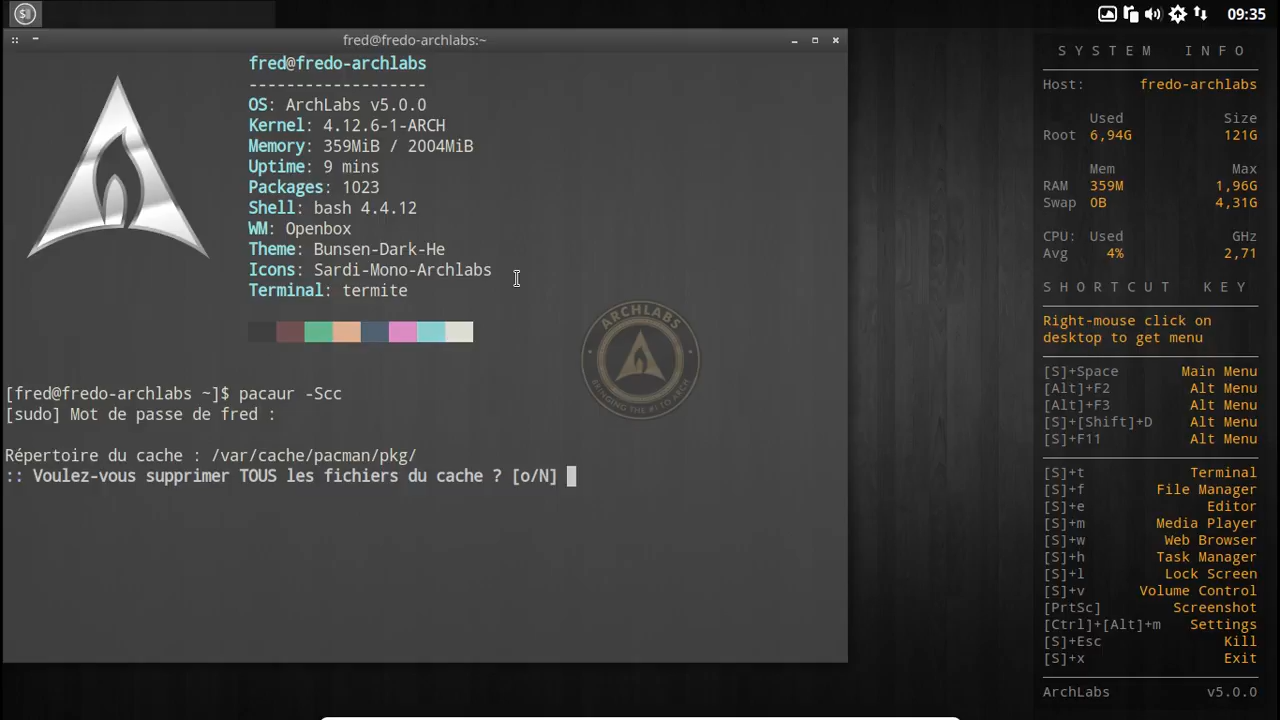 09:35
fred@fredo-archlabs:~
fred@fredo-archlabs
-------------------
OS: ArchLabs v5.0.0
Kernel: 4.12.6-1-ARCH
Memory: 359MiB / 2004MiB
Uptime: 9 mins
Packages: 1023
Shell: bash 4.4.12
WM: Openbox
Theme: Bunsen-Dark-He
Icons: Sardi-Mono-Archlabs
Terminal: termite
ARCHLABS
BRINGING THE #! TO ARCH
[fred@fredo-archlabs ~]$ pacaur -Scc
[sudo] Mot de passe de fred :
Répertoire du cache : /var/cache/pacman/pkg/
:: Voulez-vous supprimer TOUS les fichiers du cache ? [o/N]
SYSTEM INFO
Host: fredo-archlabs
Used Size
Root 6,94G 121G
Mem Max
RAM 359M 1,96G
Swap 0B 4,31G
CPU: Used GHz
Avg 4% 2,71
SHORTCUT KEY
Right-mouse click on
desktop to get menu
[S]+Space Main Menu
[Alt]+F2 Alt Menu
[Alt]+F3 Alt Menu
[S]+[Shift]+D Alt Menu
[S]+F11 Alt Menu
[S]+t Terminal
[S]+f File Manager
[S]+e Editor
[S]+m Media Player
[S]+w Web Browser
[S]+h Task Manager
[S]+l Lock Screen
[S]+v Volume Control
[PrtSc] Screenshot
[Ctrl]+[Alt]+m Settings
[S]+Esc Kill
[S]+x Exit
ArchLabs v5.0.0